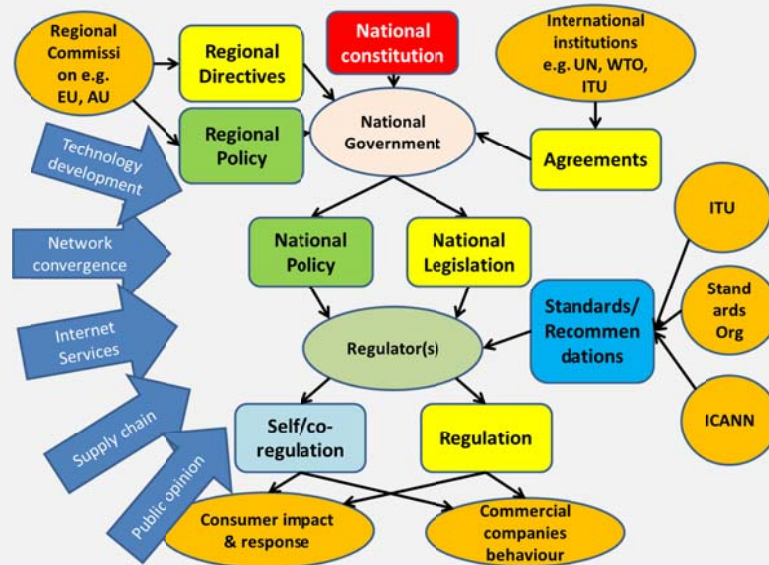 Regional
Commissi
on e.g.
EU, AU
Regional
Directives
National
constitution
International
institutions
e.g. UN, WTO,
ITU
Regional
Policy
National
Government
Agreements
Technology
development
Network
convergence
Internet
Services
Supply chain
Public opinion
National
Policy
National
Legislation
ITU
Stand
ards
Org
ICANN
Standards/
Recommen
dations
Regulator(s)
Self/co-
regulation
Regulation
Consumer impact
& response
Commercial
companies
behaviour